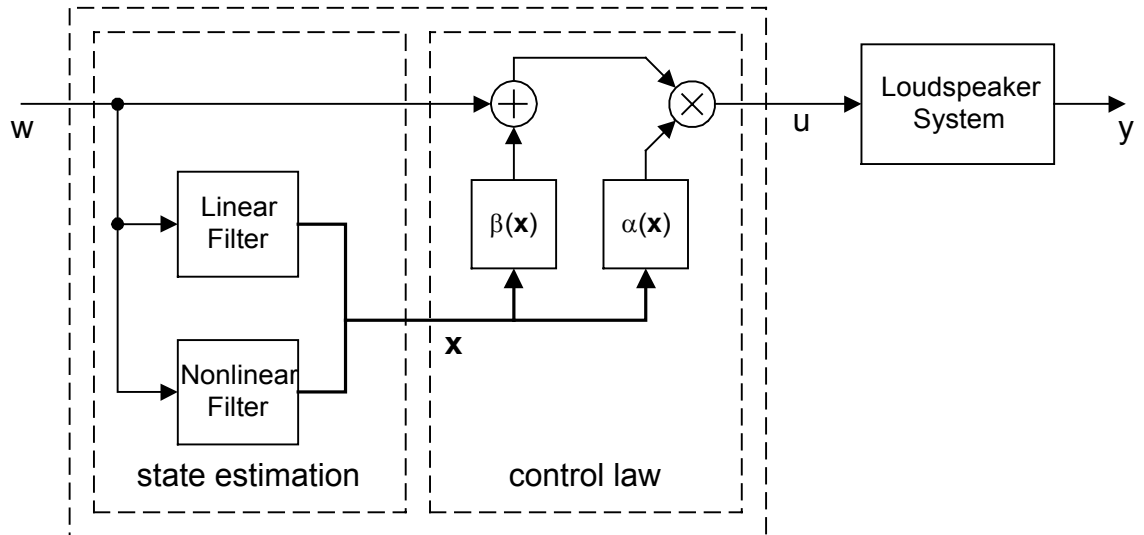 w
Linear
Filter
Nonlinear
Filter
x
state estimation
+
×
β(x)
α(x)
control law
u
Loudspeaker
System
y